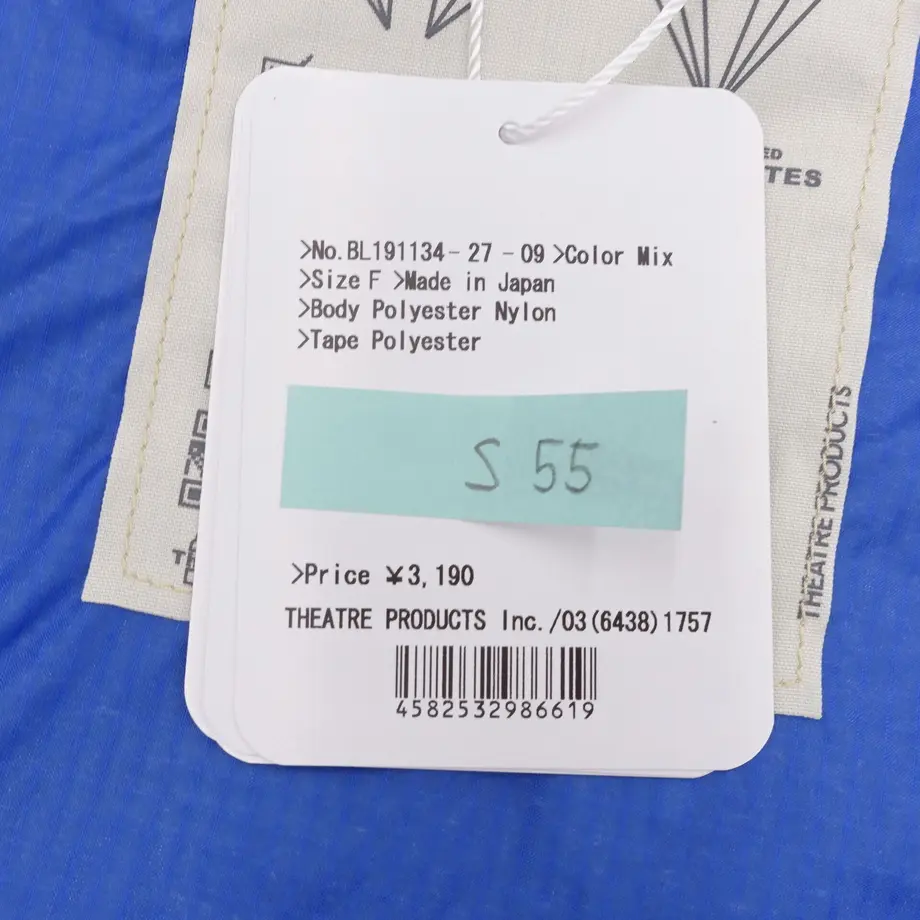 >No.BL191134-27-09 >Color Mix
>Size F >Made in Japan
>Body Polyester Nylon
>Tape Polyester
S 55
>Price ¥3,190
THEATRE PRODUCTS Inc./03(6438)1757
4582532986619
THEATRE PRODUCTS